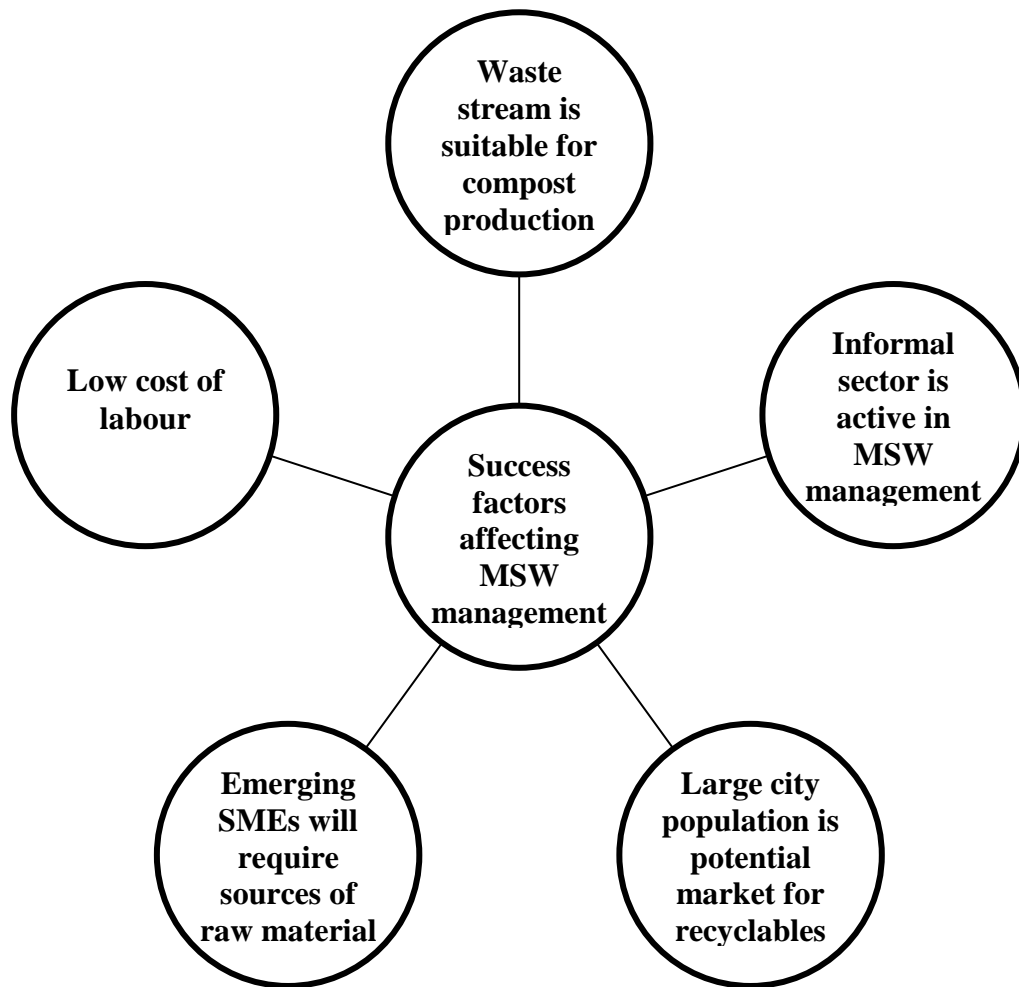 Waste
stream is
suitable for
compost
production
Low cost of
labour
Informal
sector is
active in
MSW
management
Success
factors
affecting
MSW
management
Emerging
SMEs will
require
sources of
raw material
Large city
population is
potential
market for
recyclables